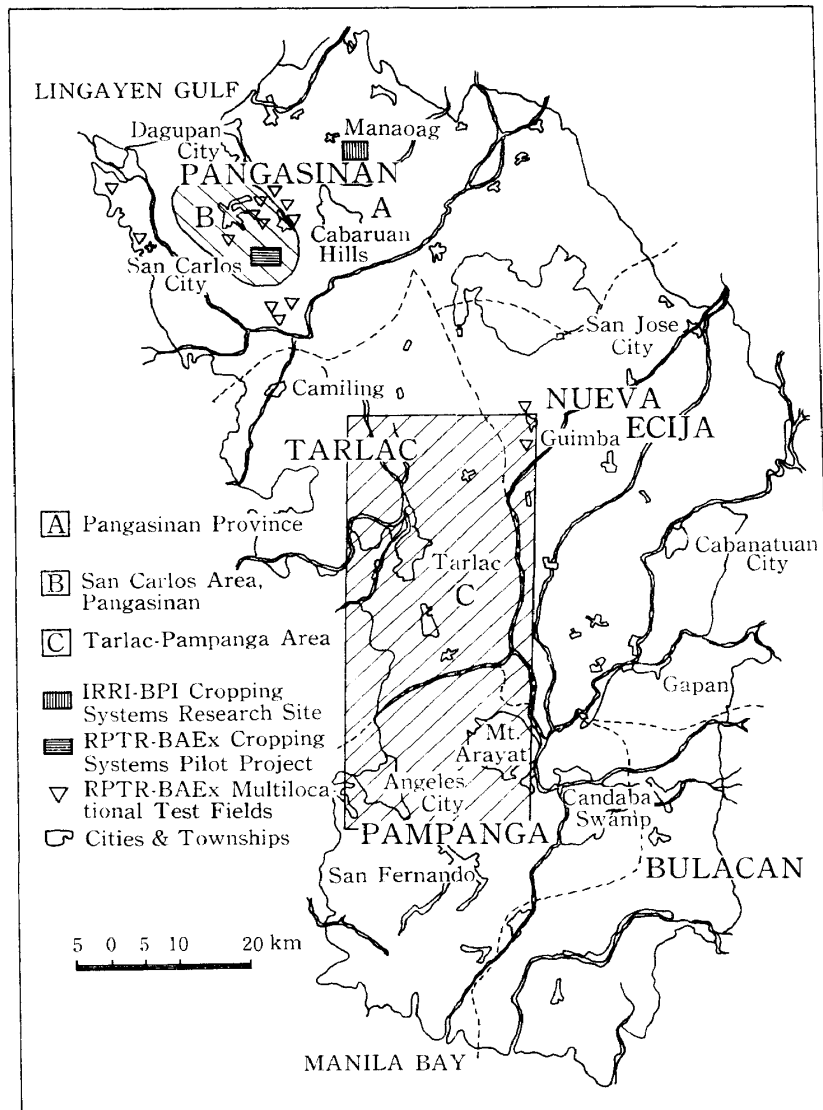 LINGAYEN GULF
Dagupan
City
Manaoag
PANGASINAN
B
A
Cabaruan
Hills
San Carlos
City
San Jose
City
Camiling
NUEVA
ECIJA
Guimba
TARLAC
A Pangasinan Province
B San Carlos Area,
Pangasinan
C Tarlac-Pampanga Area
Tarlac
C
Cabanatuan
City
IRRI-BPI Cropping
Systems Research Site
RPTR-BAEx Cropping
Systems Pilot Project
RPTR-BAEx Multiloca-
tional Test Fields
Cities & Townships
Gapan
Mt.
Arayat
Angeles
City
Candaba
Swamp
PAMPANGA
BULACAN
San Fernando
5 0 5 10 20 km
MANILA BAY